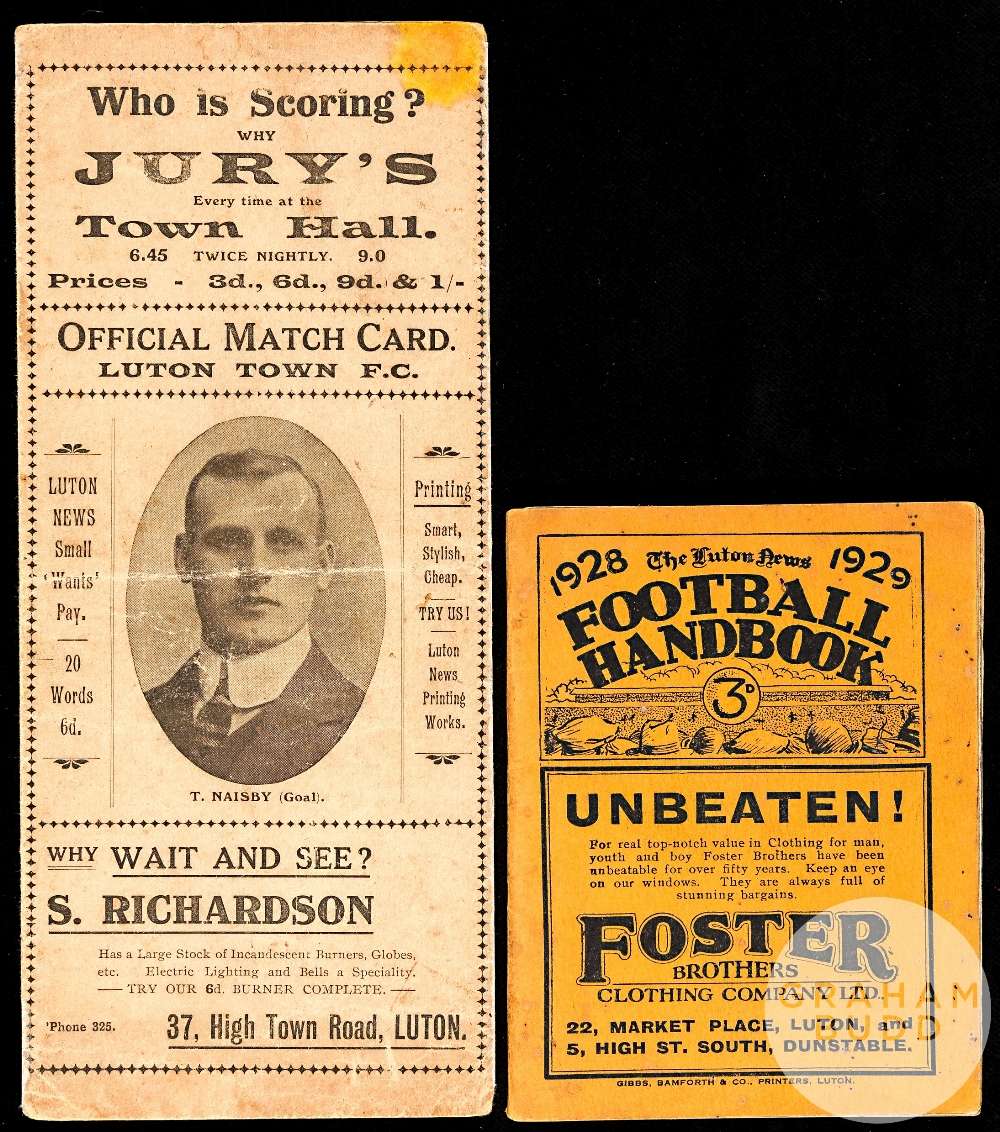 Who is Scoring?
WHY
JURY'S
Every time at the
Town Hall.
6.45 TWICE NIGHTLY. 9.0
Prices - 3d., 6d., 9d. & 1/-
OFFICIAL MATCH CARD.
LUTON TOWN F.C.
LUTON
NEWS
Small
'Wants'
Pay.
20
Words
6d.
Printing
Smart,
Stylish,
Cheap.
TRY US!
Luton
News
Printing
Works.
T. NAISBY (Goal).
WHY WAIT AND SEE?
S. RICHARDSON
Has a Large Stock of Incandescent Burners, Globes,
etc. Electric Lighting and Bells a Speciality.
— TRY OUR 6d. BURNER COMPLETE. —
'Phone 325. 37, High Town Road, LUTON.
1928 The Luton News 1929
FOOTBALL
HANDBOOK
3D
UNBEATEN!
For real top-notch value in Clothing for man,
youth and boy Foster Brothers have been
unbeatable for over fifty years. Keep an eye
on our windows. They are always full of
stunning bargains.
FOSTER
BROTHERS
CLOTHING COMPANY LTD.
22, MARKET PLACE, LUTON, and
5, HIGH ST. SOUTH, DUNSTABLE.
GIBBS, BAMFORTH & CO., PRINTERS, LUTON.
GRAHAM
BUDD